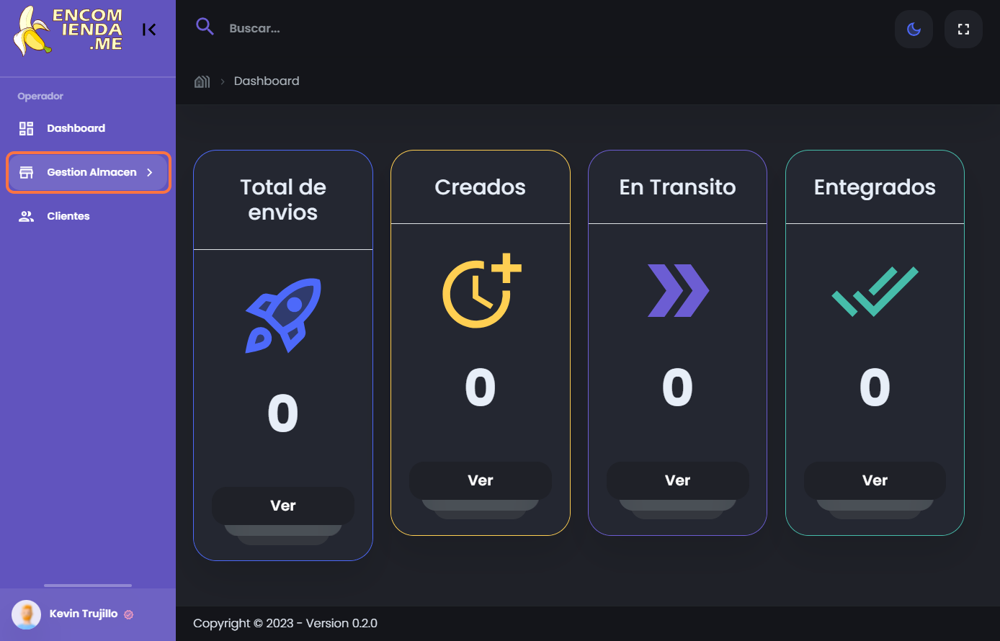 ENCOM
IENDA
.ME
Buscar...
Dashboard
Operador
Dashboard
Gestion Almacen
Clientes
Total de
envios
0
Ver
Creados
0
Ver
En Transito
0
Ver
Entegrados
0
Ver
Kevin Trujillo
Copyright © 2023 - Version 0.2.0